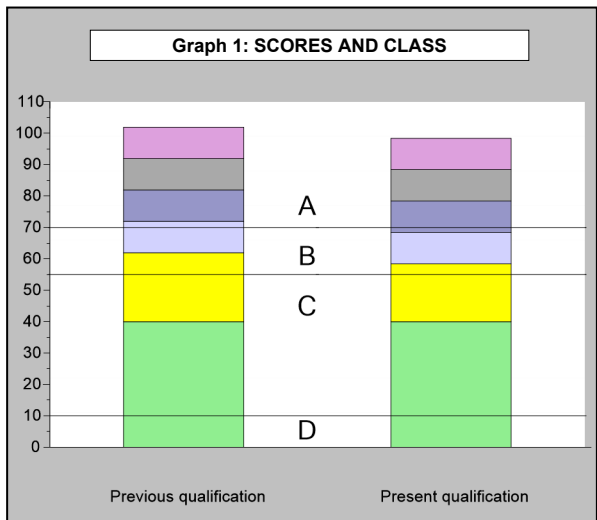 Graph 1: SCORES AND CLASS
110
100
90
80
70
60
50
40
30
20
10
0
A
B
C
D
Previous qualification
Present qualification